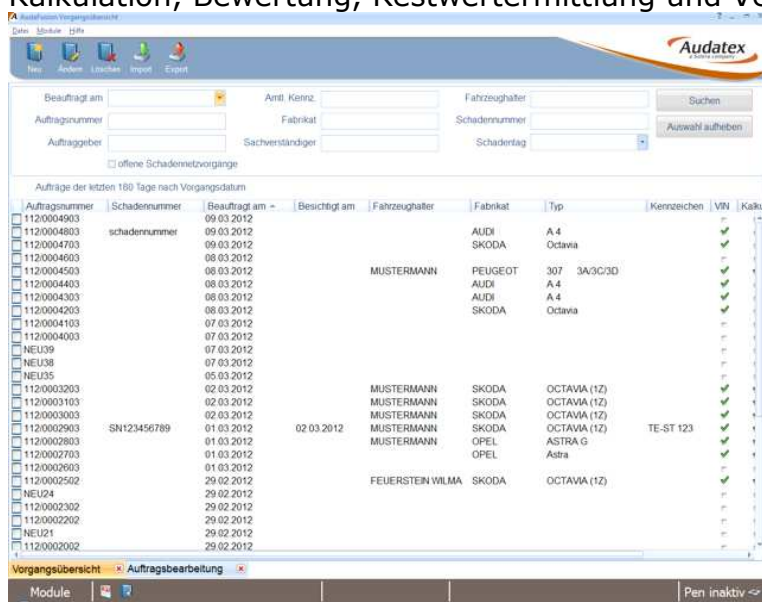 Kalkulation, Bewertung, Restwertermittlung und
AudaFusion Vorgangsübersicht
Datei Module Hilfe
Neu Ändern Löschen Import Export
Audatex
a Solera company
Beauftragt am Amtl. Kennz. Fahrzeughalter Suchen
Auftragsnummer Fabrikat Schadennummer Auswahl aufheben
Auftraggeber Sachverständiger Schadentag
offene Schadennetzvorgänge
Aufträge der letzten 160 Tage nach Vorgangsdatum
Auftragsnummer Schadennummer Beauftragt am Besichtigt am Fahrzeughalter Fabrikat Typ Kennzeichen VIN Kalku
112/0004903 09.03.2012
112/0004803 schadennummer 09.03.2012 AUDI A 4
112/0004703 09.03.2012 SKODA Octavia
112/0004603 08.03.2012
112/0004503 08.03.2012 MUSTERMANN PEUGEOT 307 3A/3C/3D
112/0004403 08.03.2012 AUDI A 4
112/0004303 08.03.2012 AUDI A 4
112/0004203 08.03.2012 SKODA Octavia
112/0004103 07.03.2012
112/0004003 07.03.2012
NEU39 07.03.2012
NEU38 07.03.2012
NEU35 05.03.2012
112/0003203 02.03.2012 MUSTERMANN SKODA OCTAVIA (1Z)
112/0003103 02.03.2012 MUSTERMANN SKODA OCTAVIA (1Z)
112/0003003 02.03.2012 MUSTERMANN SKODA OCTAVIA (1Z)
112/0002903 SN123456789 01.03.2012 02.03.2012 MUSTERMANN SKODA OCTAVIA (1Z) TE-ST 123
112/0002803 01.03.2012 MUSTERMANN OPEL ASTRA G
112/0002703 01.03.2012 OPEL Astra
112/0002603 01.03.2012
112/0002502 29.02.2012 FEUERSTEIN WILMA SKODA OCTAVIA (1Z)
NEU24 29.02.2012
112/0002302 29.02.2012
112/0002202 29.02.2012
NEU21 29.02.2012
112/0002002 29.02.2012
Vorgangsübersicht Auftragsbearbeitung
Module Pen inaktiv